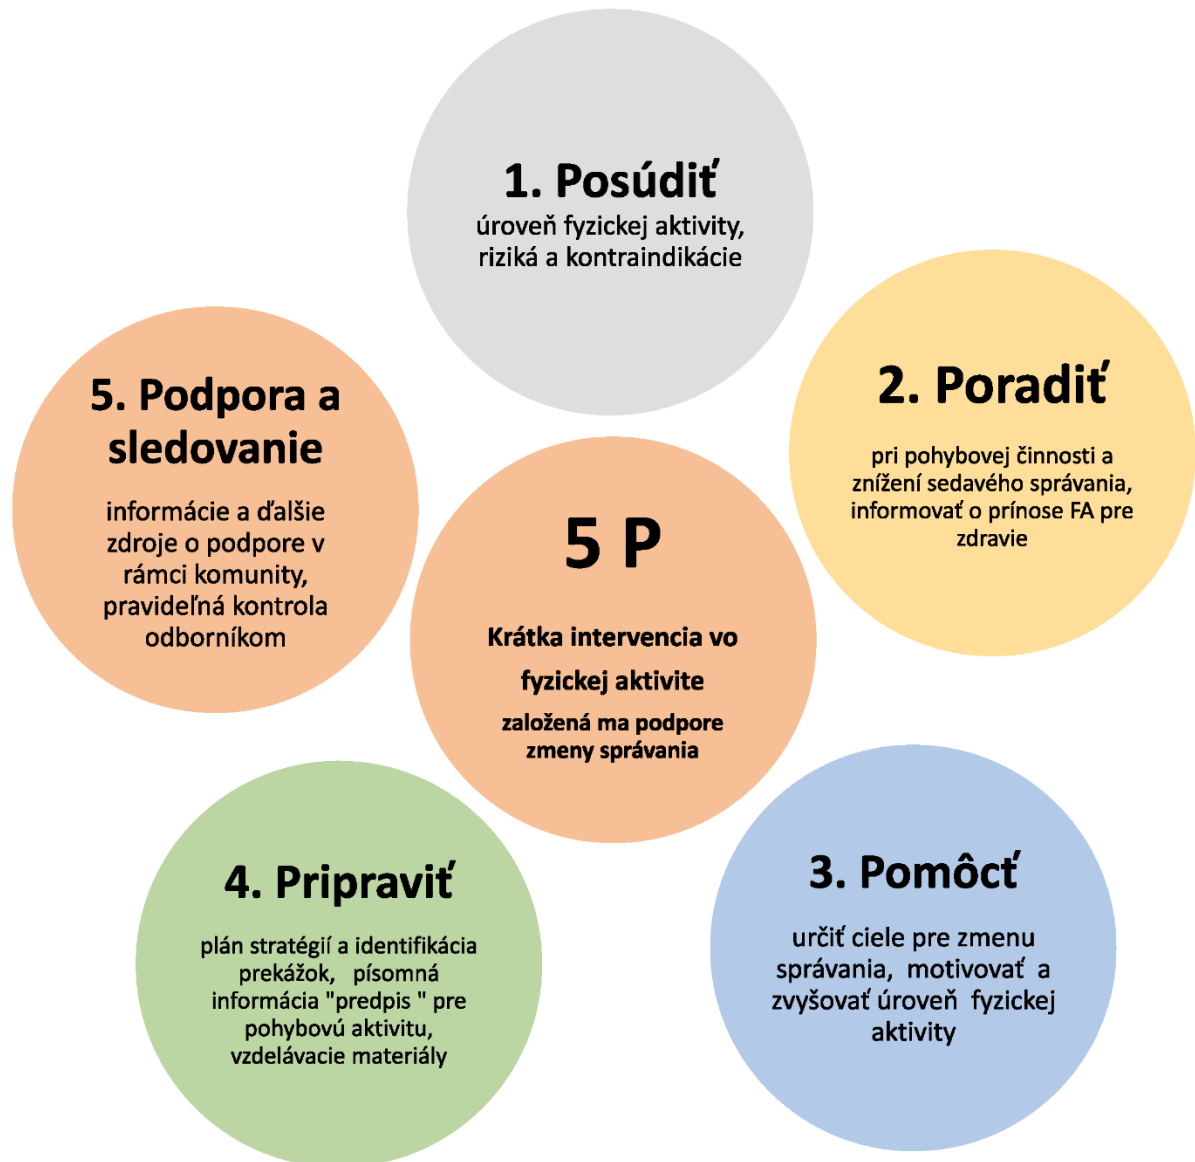 1. Posúdiť
úroveň fyzickej aktivity,
riziká a kontraindikácie
2. Poradiť
pri pohybovej činnosti a
znížení sedavého správania,
informovať o prínose FA pre
zdravie
3. Pomôcť
určiť ciele pre zmenu
správania, motivovať a
zvyšovať úroveň fyzickej
aktivity
4. Pripraviť
plán stratégií a identifikácia
prekážok, písomná
informácia "predpis " pre
pohybovú aktivitu,
vzdelávacie materiály
5. Podpora a
sledovanie
informácie a ďalšie
zdroje o podpore v
rámci komunity,
pravideľná kontrola
odborníkom
5 P
Krátka intervencia vo
fyzickej aktivite
založená ma podpore
zmeny správania